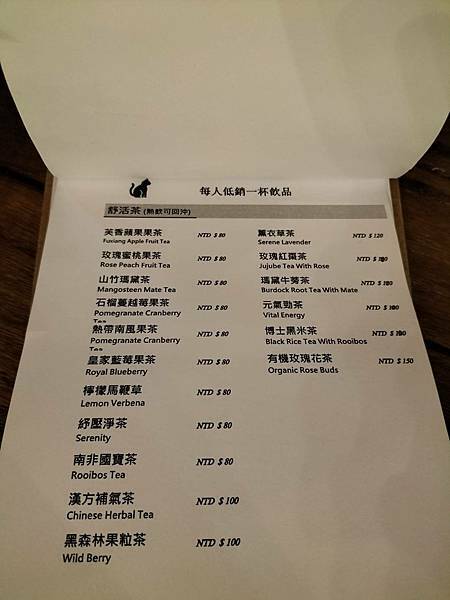 每人低銷一杯飲品
舒活茶 (熱飲可回沖)
芙香蘋果果茶 NTD $ 80
Fuxiang Apple Fruit Tea
玫瑰蜜桃果茶 NTD $ 80
Rose Peach Fruit Tea
山竹瑪黛茶 NTD $ 80
Mangosteen Mate Tea
石榴蔓越莓果茶 NTD $ 80
Pomegranate Cranberry
Tea
熱帶南風果茶 NTD $ 80
Pomegranate Cranberry
Tea
皇家藍莓果茶 NTD $ 80
Royal Blueberry
檸檬馬鞭草 NTD $ 80
Lemon Verbena
紓壓淨茶 NTD $ 80
Serenity
南非國寶茶 NTD $ 80
Rooibos Tea
漢方補氣茶 NTD $ 100
Chinese Herbal Tea
黑森林果粒茶 NTD $ 100
Wild Berry
薰衣草茶 NTD $ 120
Serene Lavender
玫瑰紅棗茶 NTD $
Jujube Tea With Rose
瑪黛牛蒡茶 NTD $
Burdock Root Tea With Mate
元氣勁茶 NTD $
Vital Energy
博士黑米茶 NTD $
Black Rice Tea With Rooibos
有機玫瑰花茶 NTD $ 150
Organic Rose Buds